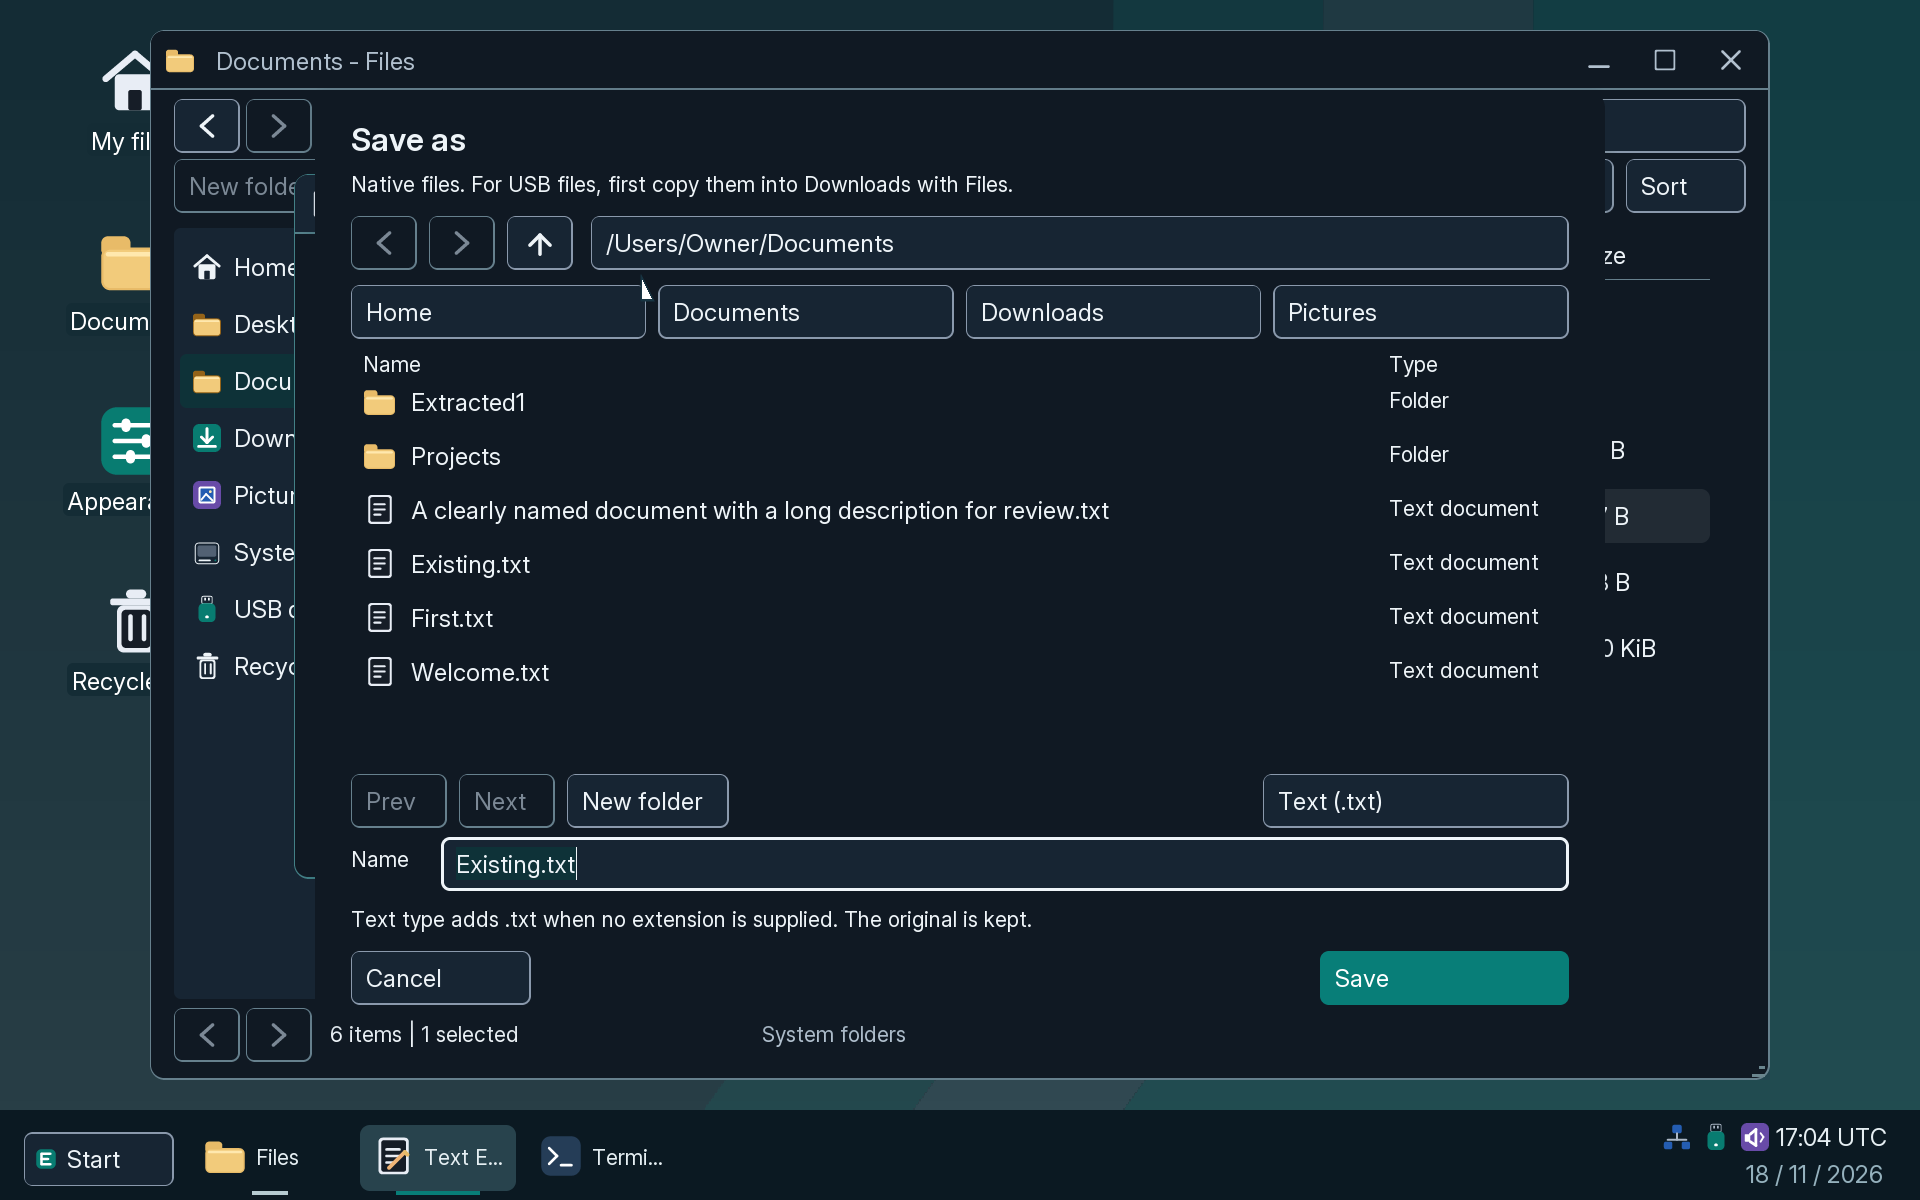 Documents - Files
My fil
New folde
Save as
Native files. For USB files, first copy them into Downloads with Files.
/Users/Owner/Documents
Sort
Home
Deskt
Docu
Down
Pictur
Syste
USB
Recyc
Docum
Appeara
Recycle
Home
Documents
Downloads
Pictures
Name
Type
Extracted1
Folder
Projects
Folder
A clearly named document with a long description for review.txt
Text document
Existing.txt
Text document
First.txt
Text document
Welcome.txt
Text document
ze
B
B
B
KiB
Prev
Next
New folder
Text (.txt)
Name
Existing.txt
Text type adds .txt when no extension is supplied. The original is kept.
Cancel
Save
6 items | 1 selected
System folders
Start
Files
Text E...
Termi...
17:04 UTC
18 / 11 / 2026